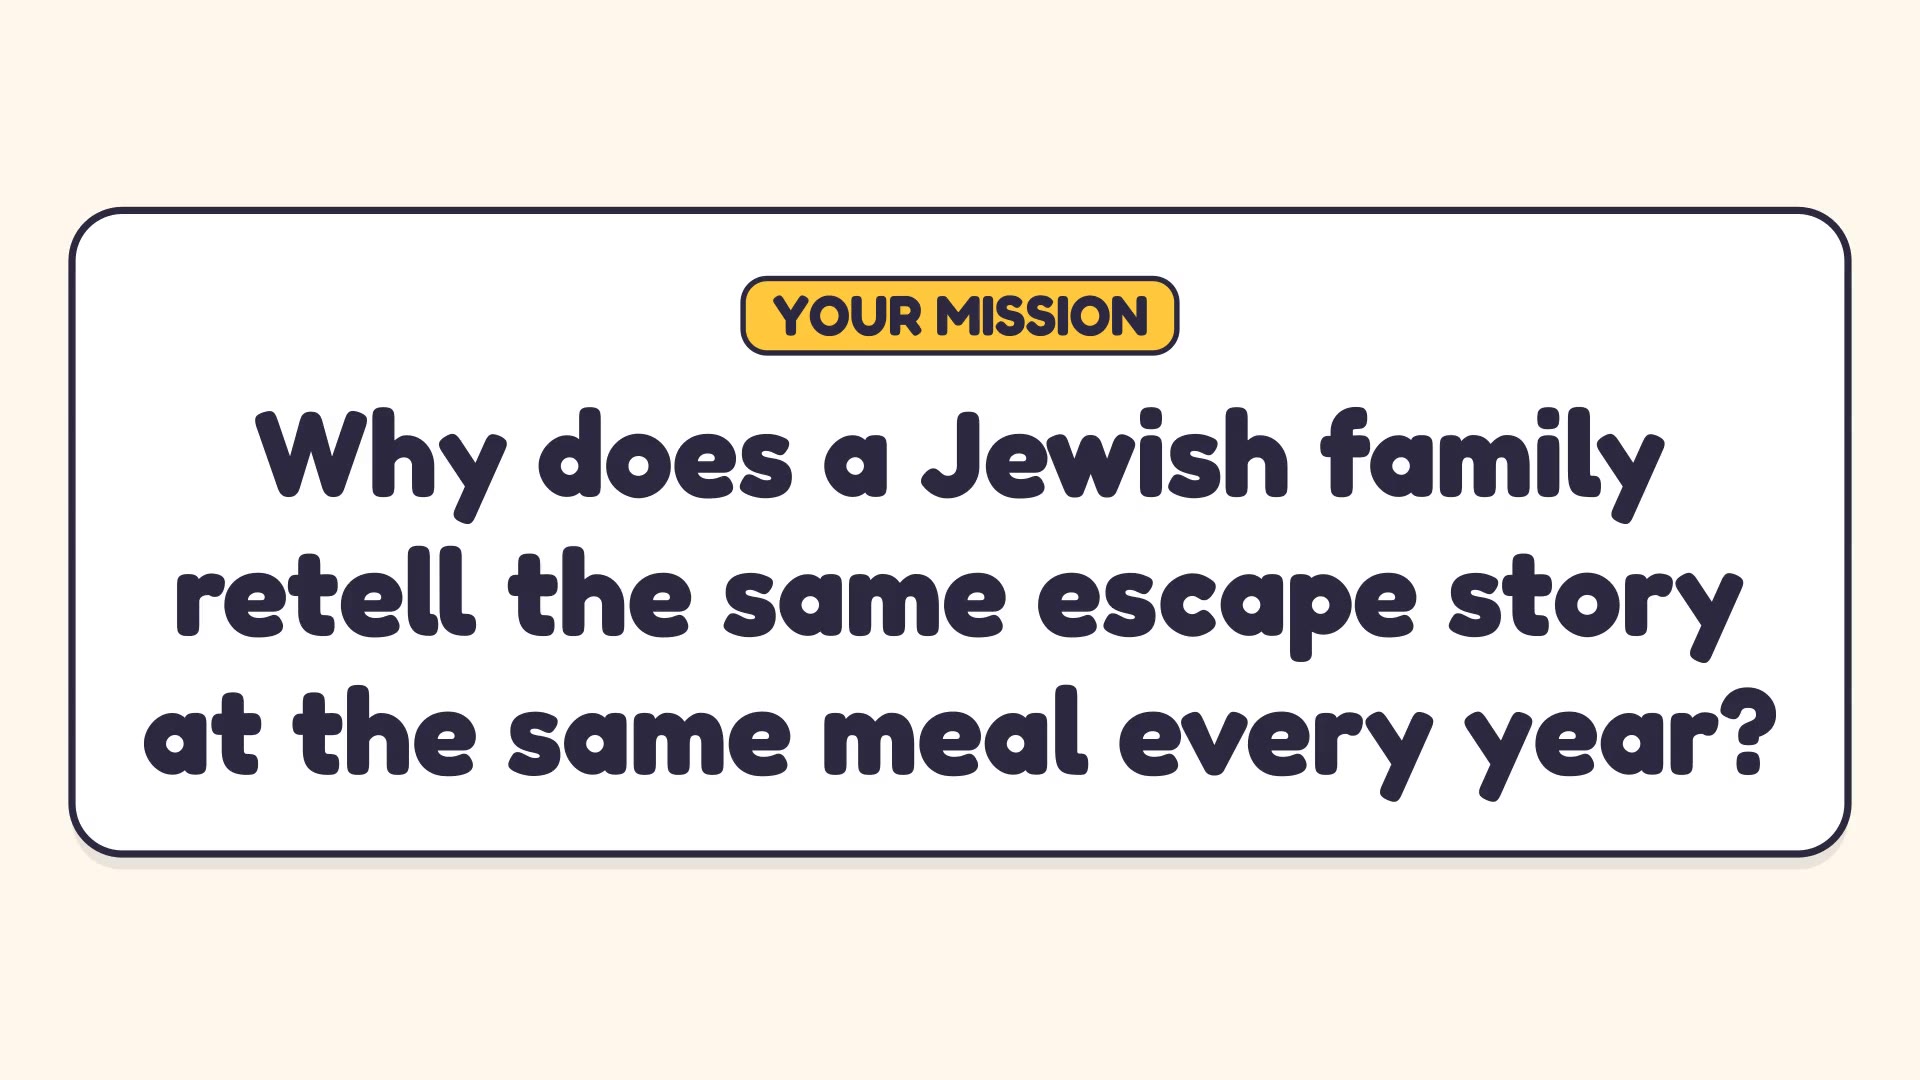 YOUR MISSION
Why does a Jewish family
retell the same escape story
at the same meal every year?